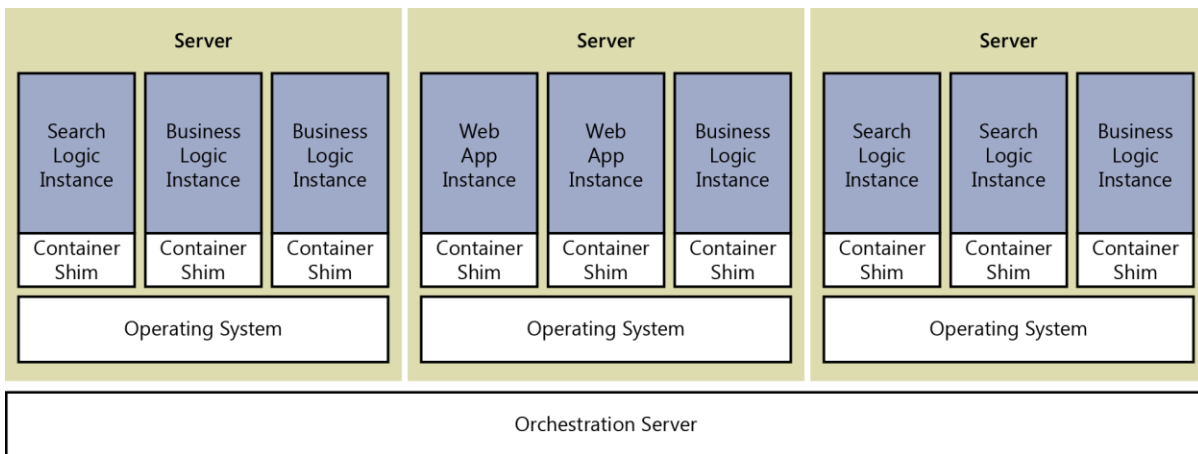 Server
Search
Logic
Instance
Container
Shim
Business
Logic
Instance
Container
Shim
Business
Logic
Instance
Container
Shim
Operating System
Server
Web
App
Instance
Container
Shim
Web
App
Instance
Container
Shim
Business
Logic
Instance
Container
Shim
Operating System
Server
Search
Logic
Instance
Container
Shim
Search
Logic
Instance
Container
Shim
Business
Logic
Instance
Container
Shim
Operating System
Orchestration Server